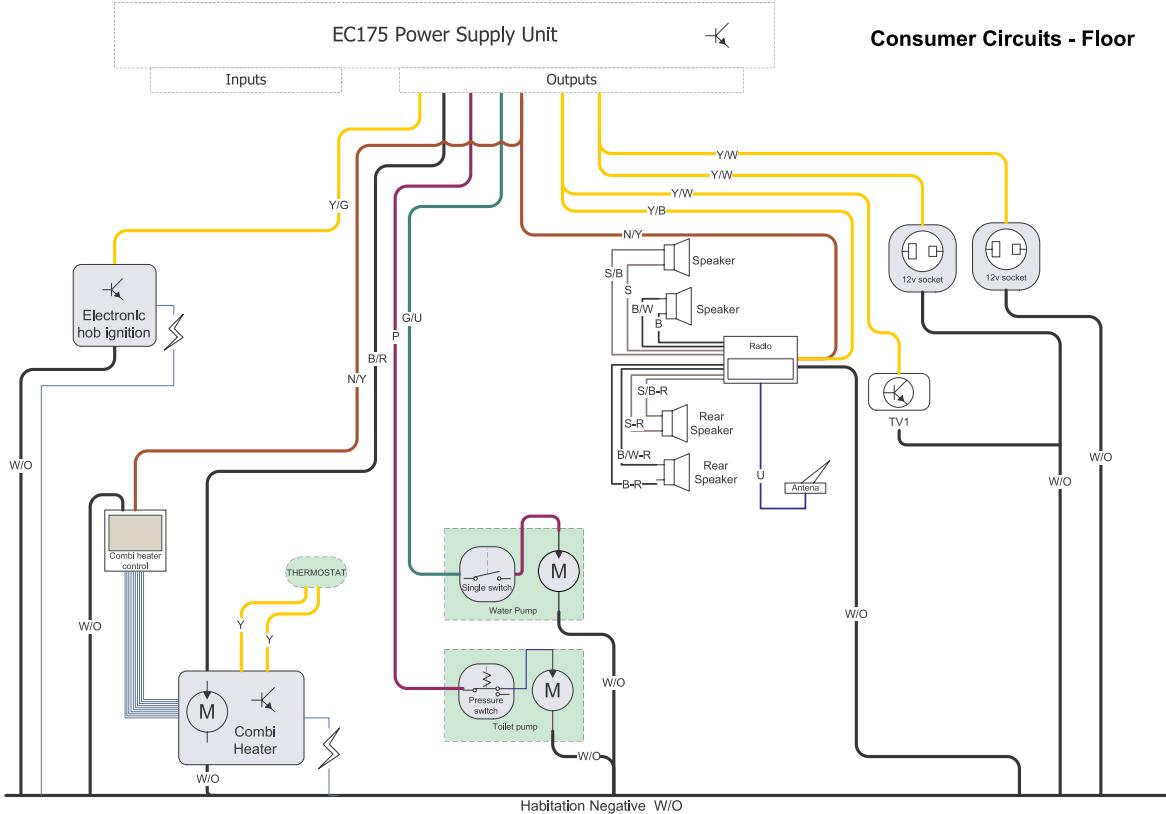 EC175 Power Supply Unit
Consumer Circuits - Floor
Inputs
Outputs
Y/W
Y/W
Y/W
Y/G
Y/B
N/Y
Speaker
S/B
12v socket
12v socket
S
Electronic
hob ignition
B/W
Speaker
G/U
B
P
Radio
B/R
N/Y
S/B-R
Rear
Speaker
S-R
TV1
B/W-R
Rear
Speaker
W/O
W/O
B-R
U
Antena
W/O
Combi heater
control
THERMOSTAT
M
Single switch
Water Pump
W/O
Y
Y
W/O
W/O
M
Pressure
switch
M
Toilet pump
Combi
Heater
W/O
W/O
Habitation Negative W/O